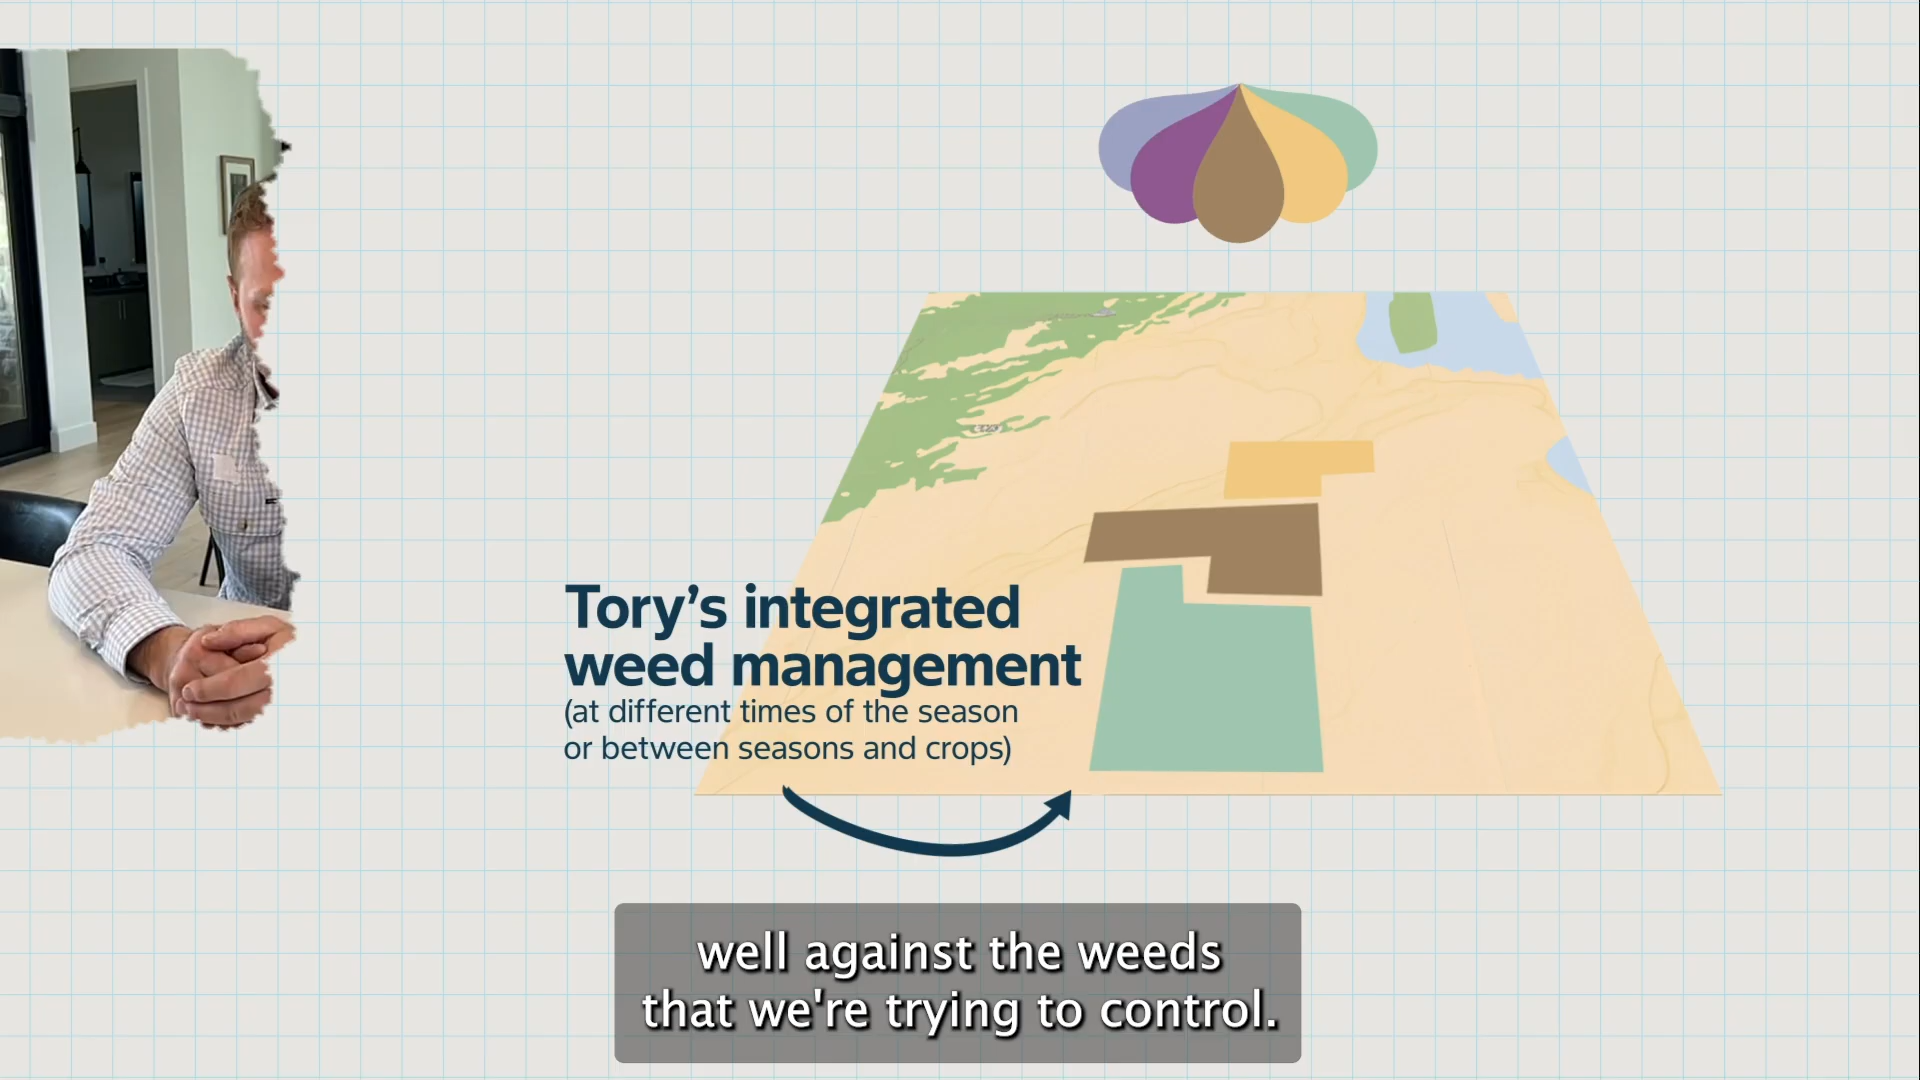 Tory’s integrated
weed management
(at different times of the season
or between seasons and crops)
well against the weeds
that we're trying to control.